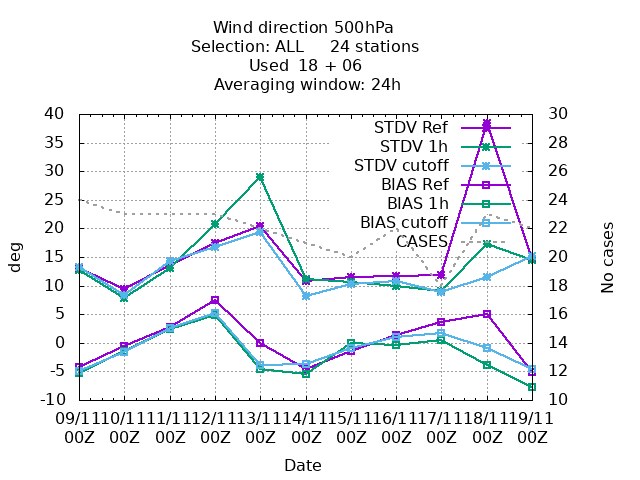 Wind direction 500hPa
Selection: ALL     24 stations
Used  18 + 06
Averaging window: 24h
40 30
35 28
30 26
25 24
20 22
15 20
10 18
5 16
0 14
-5 12
-10 10
STDV Ref
STDV 1h
STDV cutoff
BIAS Ref
BIAS 1h
BIAS cutoff
CASES
deg
No cases
09/11 10/11 11/11 12/11 13/11 14/11 15/11 16/11 17/11 18/11 19/11
00Z 00Z 00Z 00Z 00Z 00Z 00Z 00Z 00Z 00Z 00Z
Date